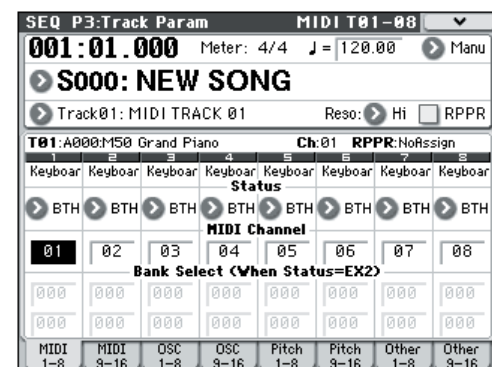 SEQ P3:Track Param MIDI T01-08
001:01.000 Meter: 4/4 ♩= 120.00 Manu
S000: NEW SONG
Track01: MIDI TRACK 01 Reso: Hi RPPR
T01:A000:M50 Grand Piano Ch:01 RPPR:NoAssign
1 2 3 4 5 6 7 8
Keyboar Keyboar Keyboar Keyboar Keyboar Keyboar Keyboar Keyboar
Status
BTH BTH BTH BTH BTH BTH BTH BTH
MIDI Channel
01 02 03 04 05 06 07 08
Bank Select (When Status=EX2)
000 000 000 000 000 000 000 000
000 000 000 000 000 000 000 000
MIDI MIDI OSC OSC Pitch Pitch Other Other
1-8 9-16 1-8 9-16 1-8 9-16 1-8 9-16